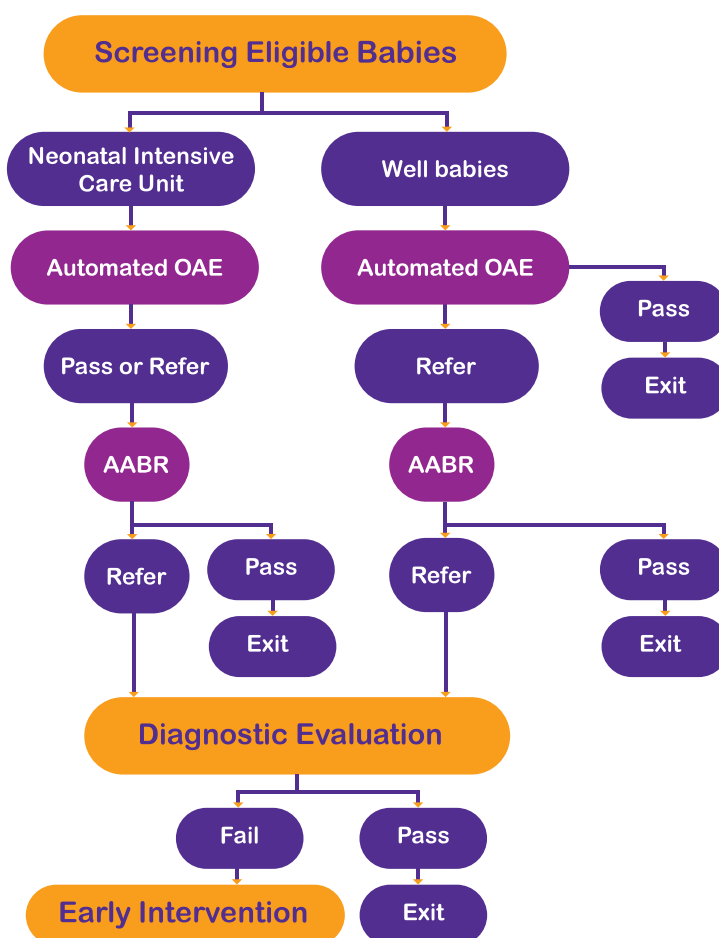 Screening Eligible Babies
Neonatal Intensive
Care Unit
Well babies
Automated OAE
Automated OAE
Pass
Pass or Refer
Refer
Exit
AABR
AABR
Refer
Pass
Refer
Pass
Exit
Exit
Diagnostic Evaluation
Fail
Pass
Early Intervention
Exit